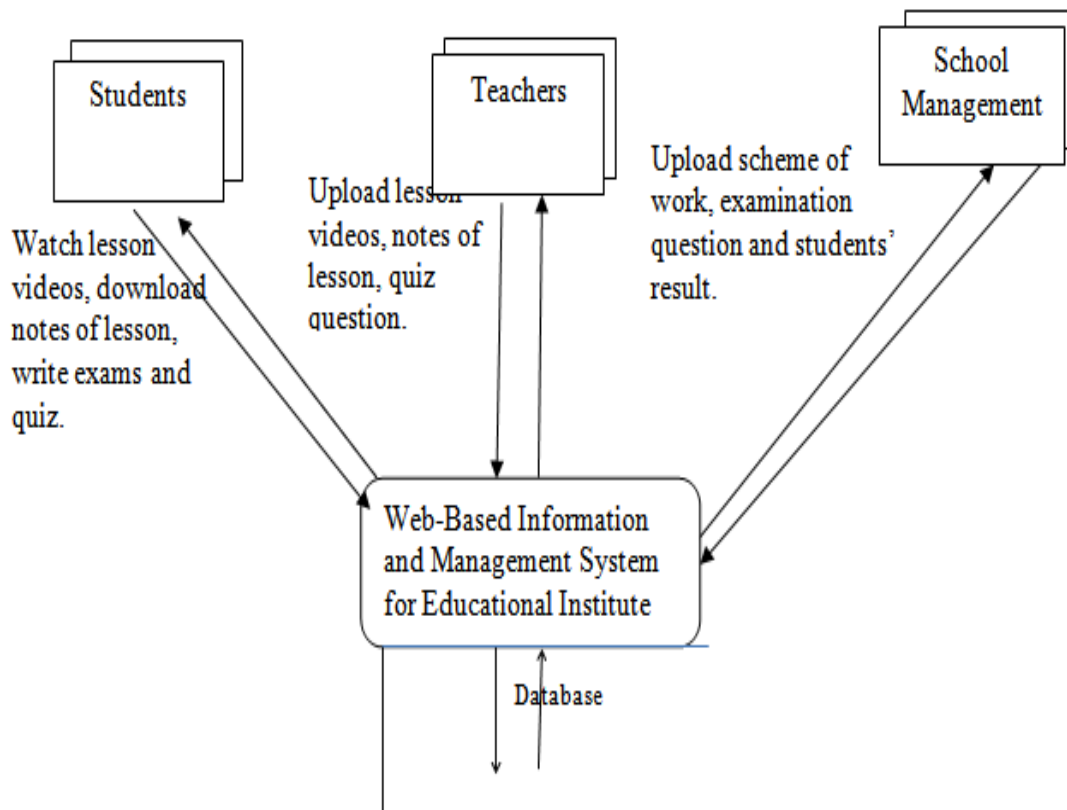 Students
Teachers
School
Management
Watch lesson
videos, download
notes of lesson,
write exams and
quiz.
Upload lesson
videos, notes of
lesson, quiz
question.
Upload scheme of
work, examination
question and students’
result.
Web-Based Information
and Management System
for Educational Institute
Database